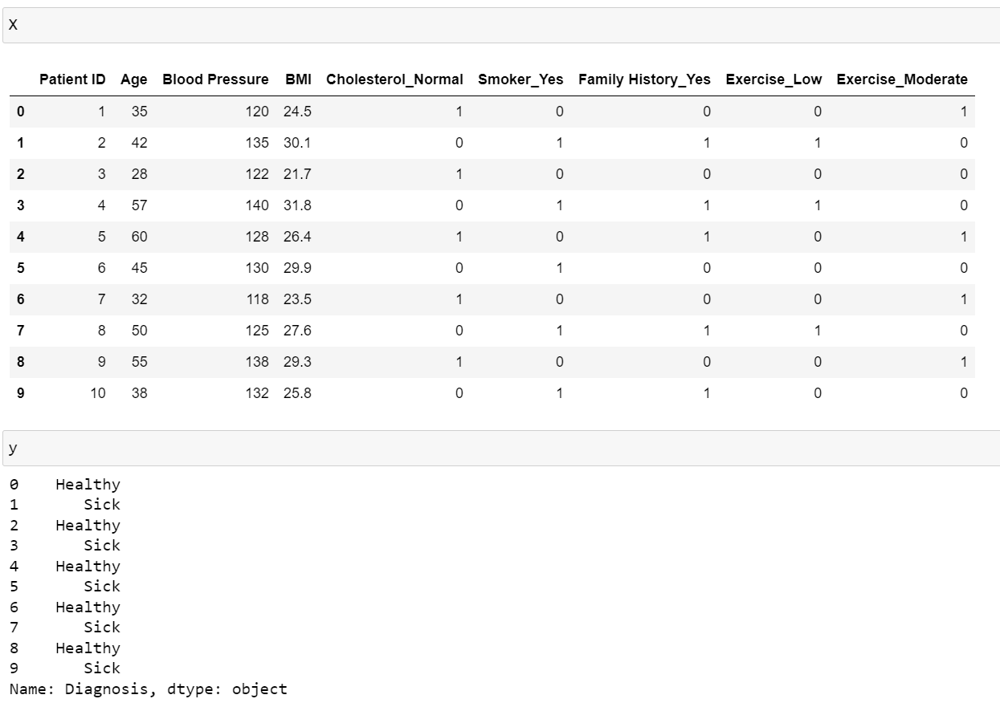 X
Patient ID Age Blood Pressure BMI Cholesterol_Normal Smoker_Yes Family History_Yes Exercise_Low Exercise_Moderate
0 1 35 120 24.5 1 0 0 0 1
1 2 42 135 30.1 0 1 1 1 0
2 3 28 122 21.7 1 0 0 0 0
3 4 57 140 31.8 0 1 1 1 0
4 5 60 128 26.4 1 0 1 0 1
5 6 45 130 29.9 0 1 0 0 0
6 7 32 118 23.5 1 0 0 0 1
7 8 50 125 27.6 0 1 1 1 0
8 9 55 138 29.3 1 0 0 0 1
9 10 38 132 25.8 0 1 1 0 0
y
0 Healthy
1 Sick
2 Healthy
3 Sick
4 Healthy
5 Sick
6 Healthy
7 Sick
8 Healthy
9 Sick
Name: Diagnosis, dtype: object